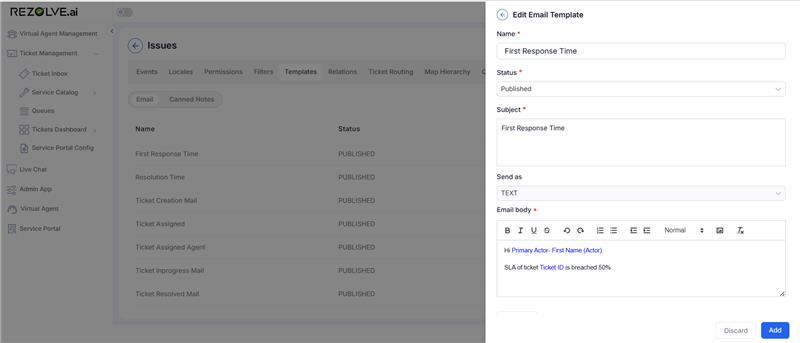 REZOLVE.ai
Virtual Agent Management
Ticket Management
Ticket Inbox
Service Catalog
Queues
Tickets Dashboard
Service Portal Config
Live Chat
Admin App
Virtual Agent
Service Portal
Issues
Events Locales Permissions Filters Templates Relations Ticket Routing Map Hierarchy
Email Canned Notes
Name Status
First Response Time PUBLISHED
Resolution Time PUBLISHED
Ticket Creation Mail PUBLISHED
Ticket Assigned PUBLISHED
Ticket Assigned Agent PUBLISHED
Ticket Inprogress Mail PUBLISHED
Ticket Resolved Mail PUBLISHED
Edit Email Template
Name *
First Response Time
Status *
Published
Subject *
First Response Time
Send as
TEXT
Email body *
B I U S Normal
Hi Primary Actor- First Name (Actor)
SLA of ticket Ticket ID is breached 50%
Discard Add